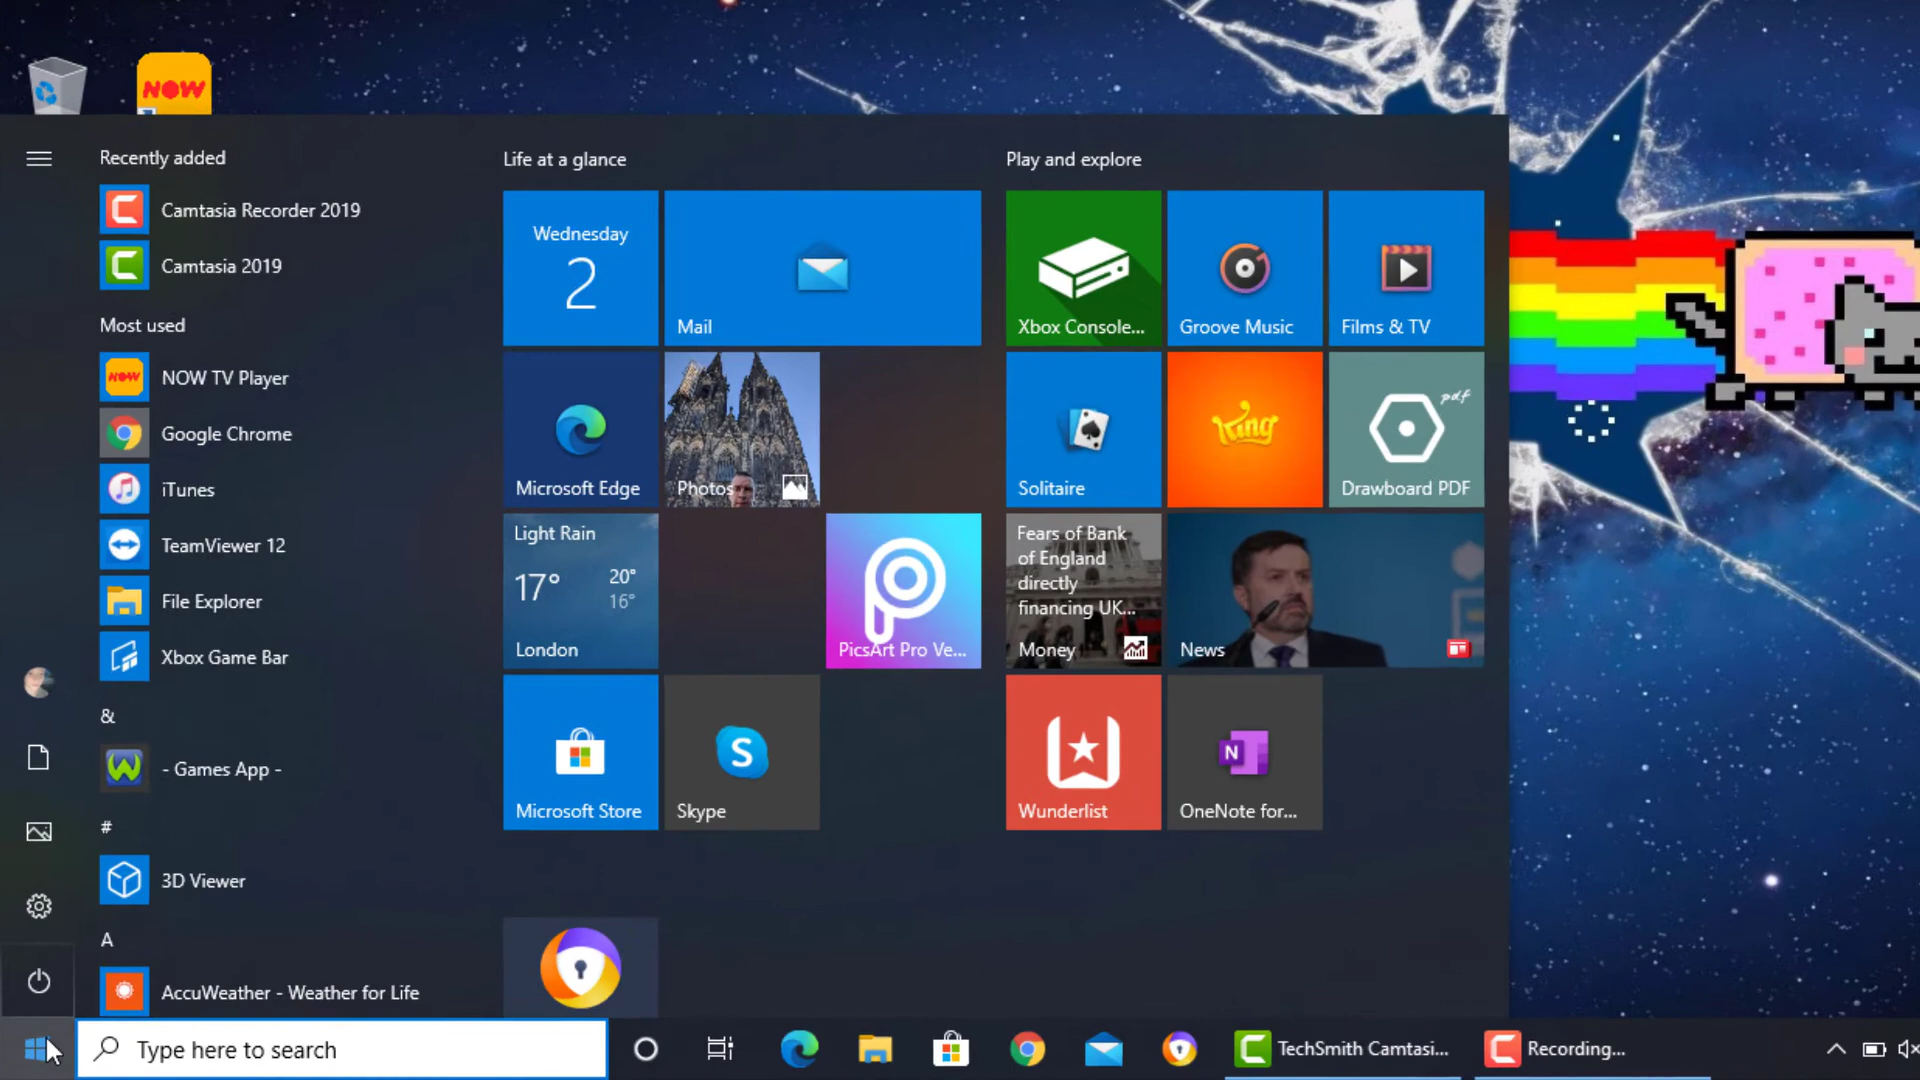 NOW
Recently added
Camtasia Recorder 2019
Camtasia 2019
Most used
NOW
NOW TV Player
Google Chrome
iTunes
TeamViewer 12
File Explorer
Xbox Game Bar
&
- Games App -
#
3D Viewer
A
AccuWeather - Weather for Life
Life at a glance
Wednesday
2
Mail
Microsoft Edge
Photos
Light Rain
17°
20°
16°
London
PicsArt Pro Ve...
Microsoft Store
S
Skype
Play and explore
Xbox Console...
Groove Music
Films & TV
Solitaire
King
pdf
Drawboard PDF
Fears of Bank
of England
directly
financing UK...
Money
News
Wunderlist
N
OneNote for...
Type here to search
TechSmith Camtasi...
Recording...